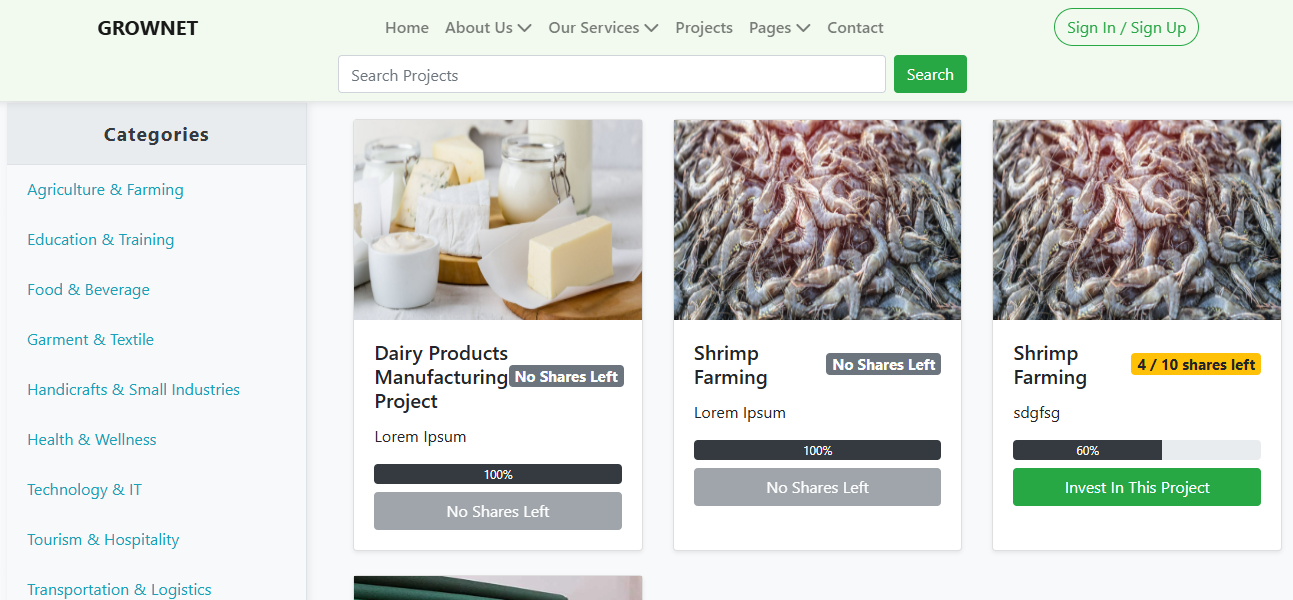 GROWNET
Home About Us Our Services Projects Pages Contact
Sign In / Sign Up
Search Projects
Search
Categories
Agriculture & Farming
Education & Training
Food & Beverage
Garment & Textile
Handicrafts & Small Industries
Health & Wellness
Technology & IT
Tourism & Hospitality
Transportation & Logistics
Dairy Products
Manufacturing
Project
No Shares Left
Lorem Ipsum
100%
No Shares Left
Shrimp
Farming
No Shares Left
Lorem Ipsum
100%
No Shares Left
Shrimp
Farming
4 / 10 shares left
sdgfsg
60%
Invest In This Project